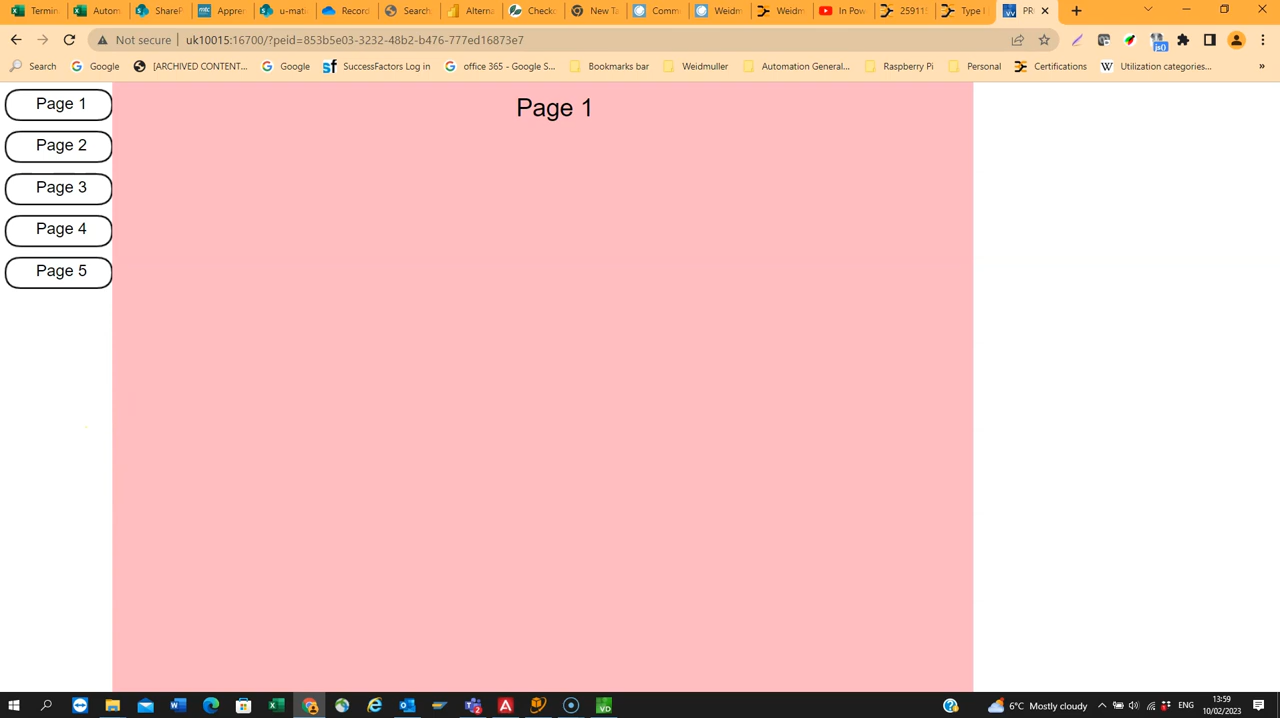 Termin
Autom
ShareP
Appren
u-mat
Record
Search
Alterna
Checko
New Ta
Comm
Weidm
Weidm
In Pow
25911
Type
PR
Not secure
uk10015:16700/?peid=853b5e03-3232-48b2-b476-777ed16873e7
Search
Google
[ARCHIVED CONTENT...
Google
SuccessFactors Log in
office 365 - Google S...
Bookmarks bar
Weidmuller
Automation General...
Raspberry Pi
Personal
Certifications
Utilization categories...
»
Page 1
Page 2
Page 3
Page 4
Page 5
Page 1
6°C Mostly cloudy
ENG
13:59
10/02/2023